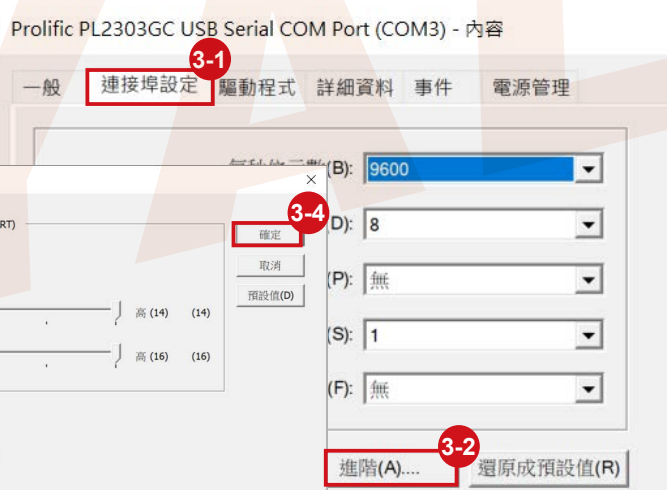 Prolific PL2303GC USB Serial COM Port (COM3) - 內容
3-1
一般 連接埠設定 驅動程式 詳細資料 事件 電源管理
(B): 9600
×
RT)
3-4
確定
(D): 8
取消
(P): 無
預設值(D)
高 (14) (14)
(S): 1
高 (16) (16)
(F): 無
3-2
進階(A)....
還原成預設值(R)